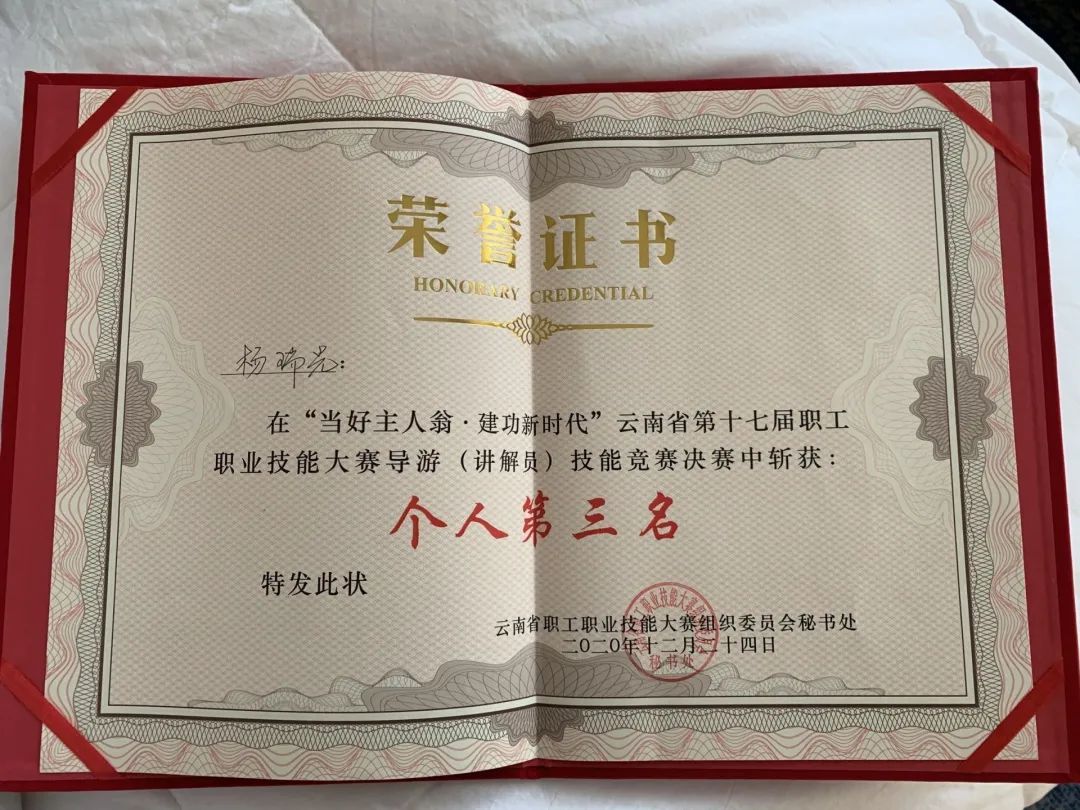 荣誉证书
HONORARY CREDENTIAL
杨瑞光：
在“当好主人翁·建功新时代”云南省第十七届职工
职业技能大赛导游（讲解员）技能竞赛决赛中斩获：
个人第三名
特发此状
云南省职工职业技能大赛组织委员会秘书处
二〇二〇年十二月二十四日
秘书处